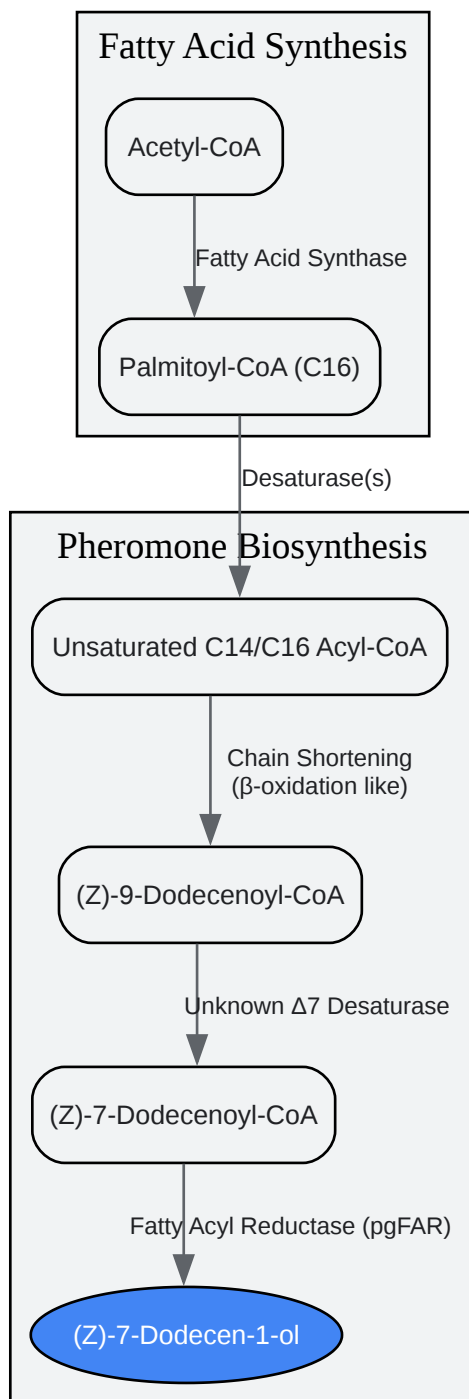 Fatty Acid Synthesis
Acetyl-CoA
Fatty Acid Synthase
Palmitoyl-CoA (C16)
Desaturase(s)
Pheromone Biosynthesis
Unsaturated C14/C16 Acyl-CoA
Chain Shortening
(β-oxidation like)
(Z)-9-Dodecenoyl-CoA
Unknown Δ7 Desaturase
(Z)-7-Dodecenoyl-CoA
Fatty Acyl Reductase (pgFAR)
(Z)-7-Dodecen-1-ol